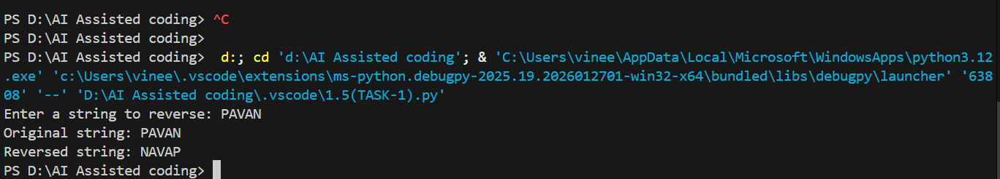 PS D:\AI Assisted coding> ^C
PS D:\AI Assisted coding>
PS D:\AI Assisted coding>  d:; cd 'd:\AI Assisted coding'; & 'C:\Users\vinee\AppData\Local\Microsoft\WindowsApps\python3.12
.exe' 'c:\Users\vinee\.vscode\extensions\ms-python.debugpy-2025.19.2026012701-win32-x64\bundled\libs\debugpy\launcher' '638
08' '--' 'D:\AI Assisted coding\.vscode\1.5(TASK-1).py'
Enter a string to reverse: PAVAN
Original string: PAVAN
Reversed string: NAVAP
PS D:\AI Assisted coding>